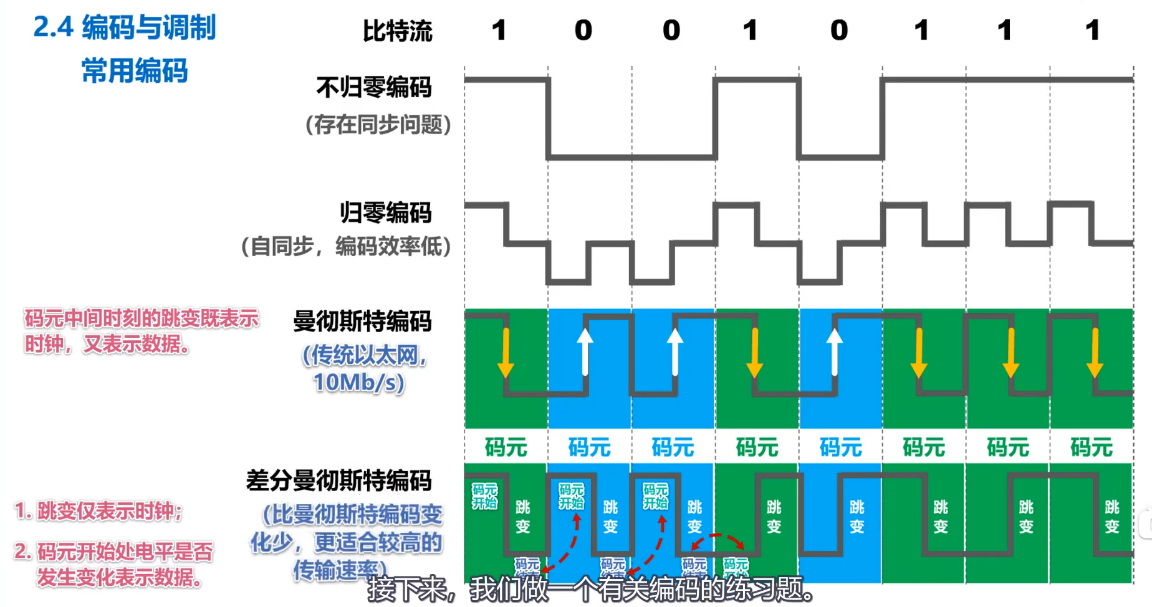 2.4 编码与调制
常用编码
比特流 1 0 0 1 0 1 1 1
不归零编码
（存在同步问题）
归零编码
（自同步，编码效率低）
码元中间时刻的跳变既表示
时钟，又表示数据。
曼彻斯特编码
（传统以太网，
10Mb/s）
码元 码元 码元 码元 码元 码元 码元 码元
差分曼彻斯特编码
（比曼彻斯特编码变
化少，更适合较高的
传输速率）
1. 跳变仅表示时钟；
2. 码元开始处电平是否
发生变化表示数据。
码元
开始
跳
变
码元
开始
跳
变
码元
开始
跳
变
跳
变
跳
变
跳
变
跳
变
跳
变
码元
码元
码元
码元
接下来，我们做一个有关编码的练习题。